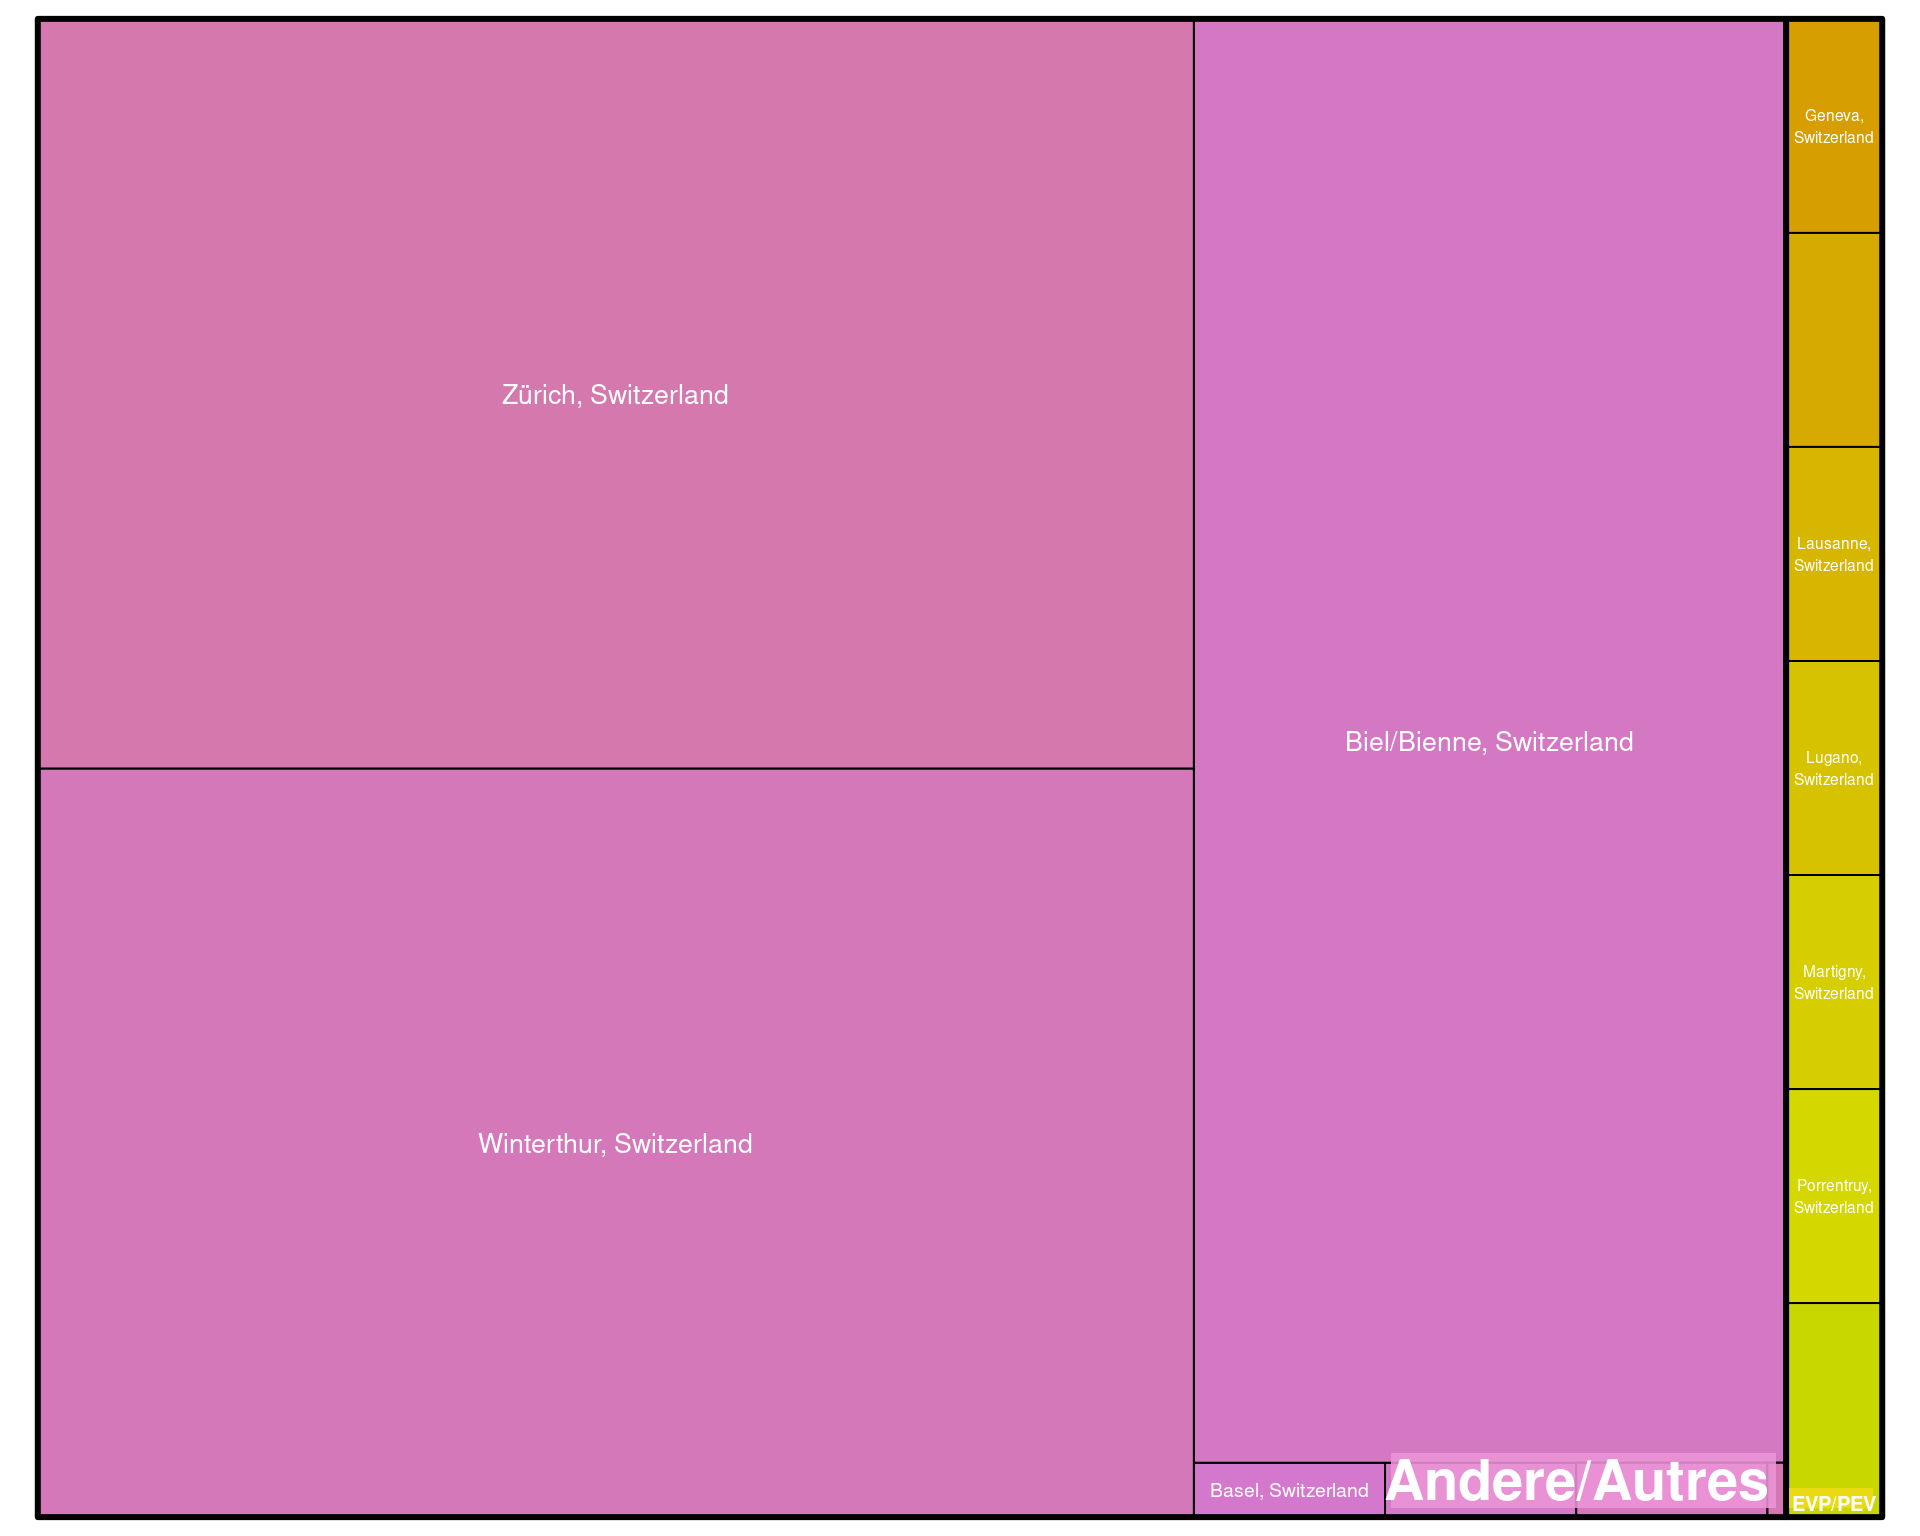 Zürich, Switzerland
Winterthur, Switzerland
Biel/Bienne, Switzerland
Basel, Switzerland
Andere/Autres
Geneva,
Switzerland
Lausanne,
Switzerland
Lugano,
Switzerland
Martigny,
Switzerland
Porrentruy,
Switzerland
EVP/PEV